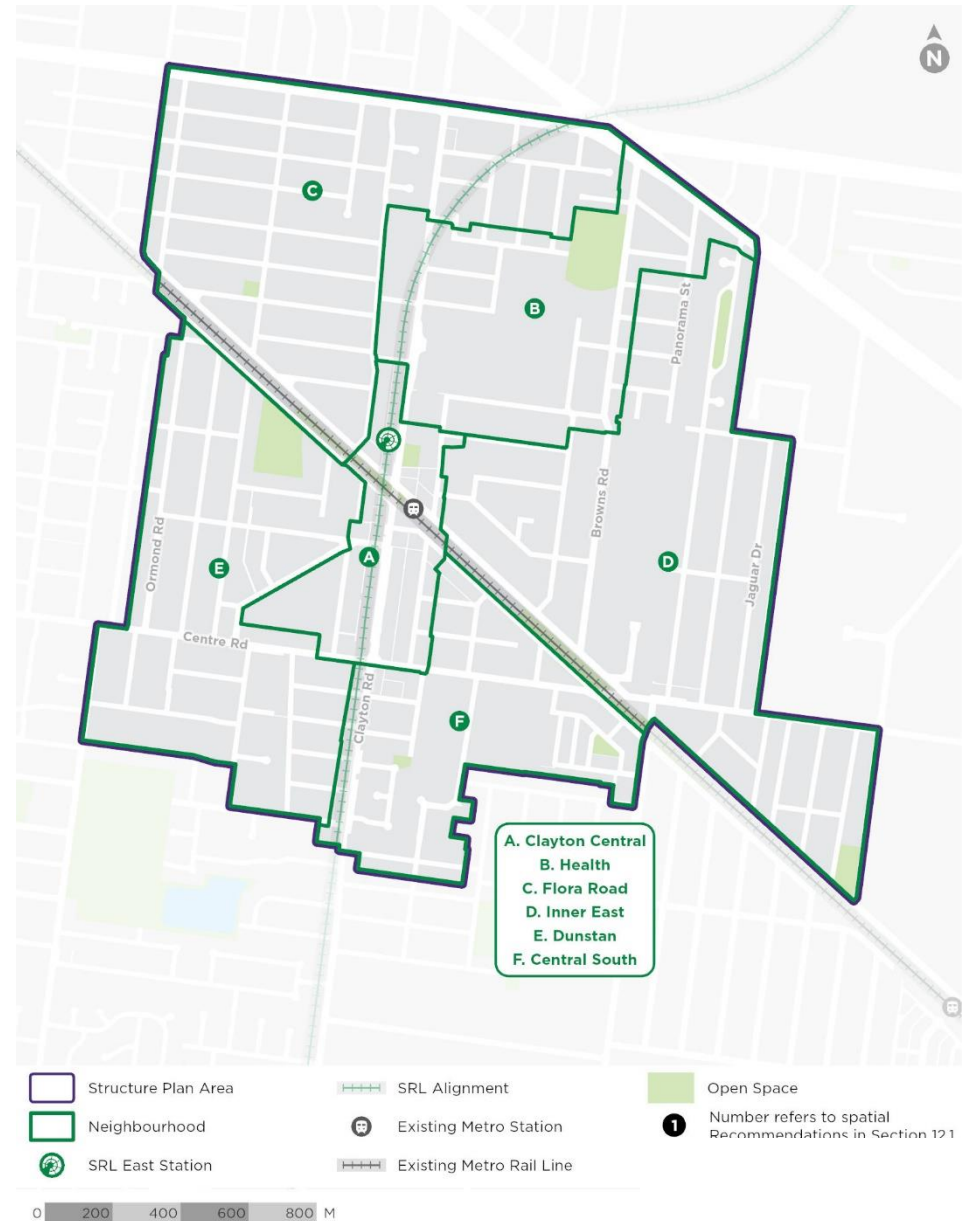 N
C
B
Panorama St
Browns Rd
A
D
Ormond Rd
E
Jaguar Dr
Centre Rd
Clayton Rd
F
A. Clayton Central
B. Health
C. Flora Road
D. Inner East
E. Dunstan
F. Central South
Structure Plan Area
SRL Alignment
Open Space
Neighbourhood
Existing Metro Station
1
Number refers to spatial
Recommendations in Section 12.1
SRL East Station
Existing Metro Rail Line
0 200 400 600 800 M